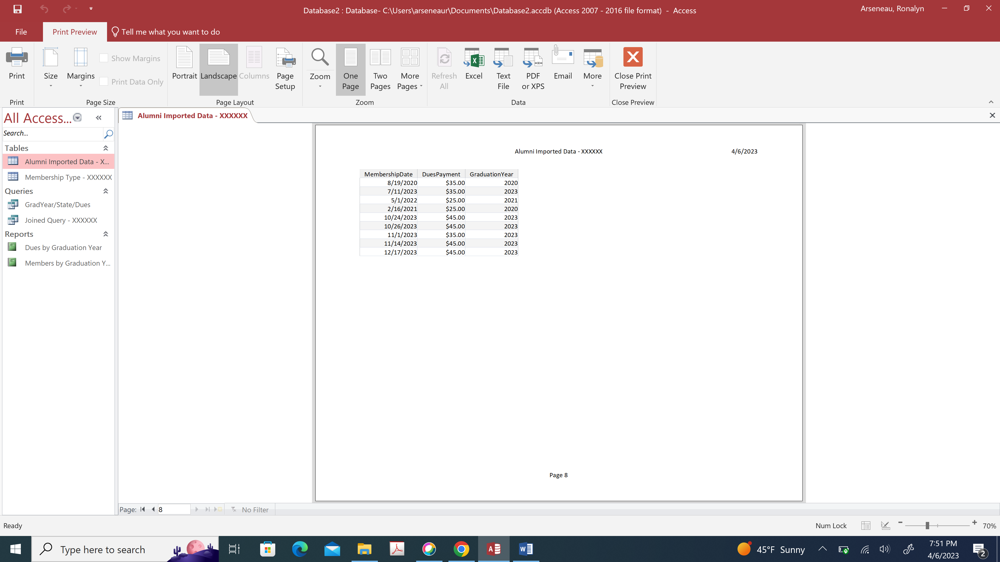 Database2 : Database- C:\Users\arseneaur\Documents\Database2.accdb (Access 2007 - 2016 file format) - Access
Arseneau, Ronalyn
File
Print Preview
Tell me what you want to do
Print
Size
Margins
Show Margins
Print Data Only
Portrait
Landscape
Columns
Page
Setup
Zoom
One
Page
Two
Pages
More
Pages
Refresh
All
Excel
Text
File
PDF
or XPS
Email
More
Close Print
Preview
Print
Page Size
Page Layout
Zoom
Data
Close Preview
All Access...
Search...
Tables
Alumni Imported Data - X...
Membership Type - XXXXXX
Queries
GradYear/State/Dues
Joined Query - XXXXXX
Reports
Dues by Graduation Year
Members by Graduation Y...
Alumni Imported Data - XXXXXX
Alumni Imported Data - XXXXXX 4/6/2023
MembershipDate DuesPayment GraduationYear
8/19/2020 $35.00 2020
7/11/2023 $35.00 2023
5/1/2022 $25.00 2021
2/16/2021 $25.00 2020
10/24/2023 $45.00 2023
10/26/2023 $45.00 2023
11/1/2023 $35.00 2023
11/14/2023 $45.00 2023
12/17/2023 $45.00 2023
Page 8
Page: 8 No Filter
Ready
Num Lock
70%
Type here to search
45°F Sunny
7:51 PM
4/6/2023
2